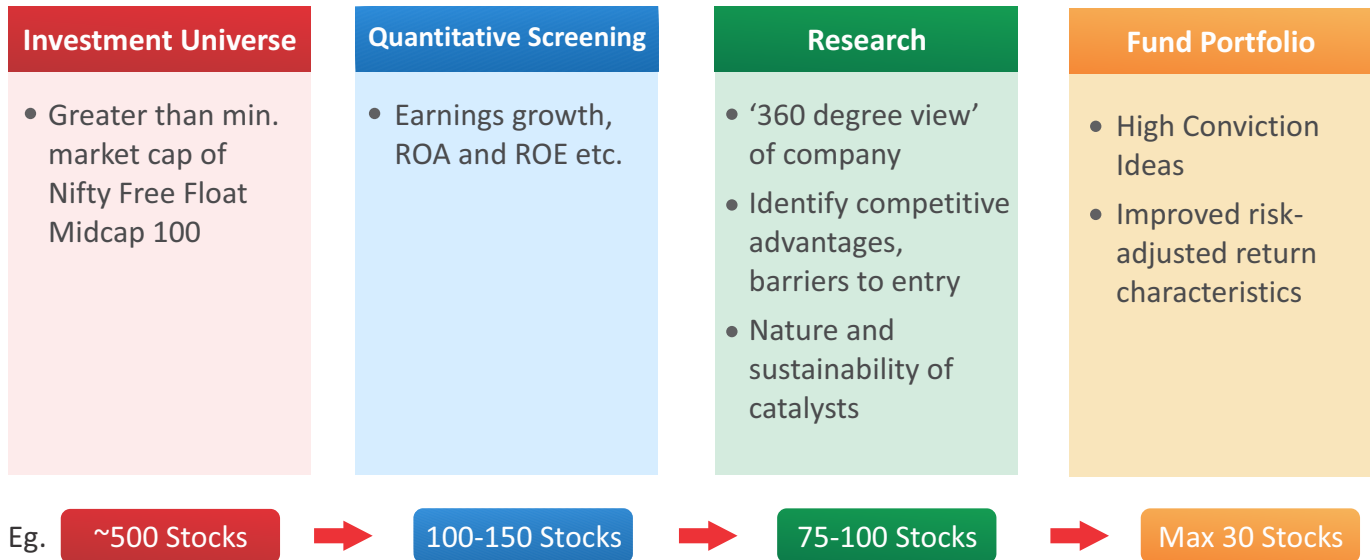 Investment Universe
• Greater than min.
market cap of
Nifty Free Float
Midcap 100
Quantitative Screening
• Earnings growth,
ROA and ROE etc.
Research
• ‘360 degree view’
of company
• Identify competitive
advantages,
barriers to entry
• Nature and
sustainability of
catalysts
Fund Portfolio
• High Conviction
Ideas
• Improved risk-
adjusted return
characteristics
Eg. ~500 Stocks 100-150 Stocks 75-100 Stocks Max 30 Stocks